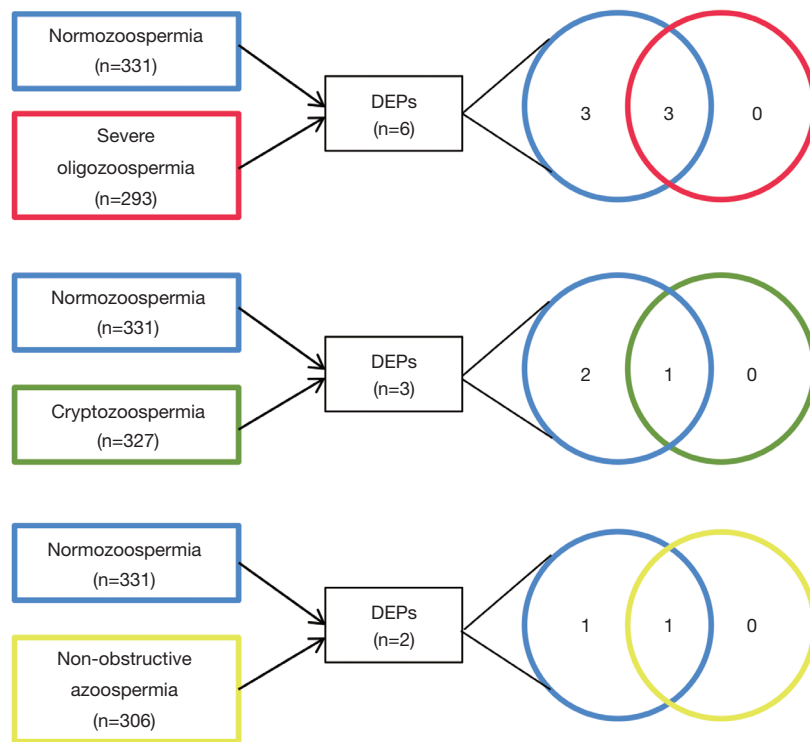 Normozoospermia
(n=331)
Severe
oligozoospermia
(n=293)
DEPs
(n=6)
3
3
0
Normozoospermia
(n=331)
Cryptozoospermia
(n=327)
DEPs
(n=3)
2
1
0
Normozoospermia
(n=331)
Non-obstructive
azoospermia
(n=306)
DEPs
(n=2)
1
1
0